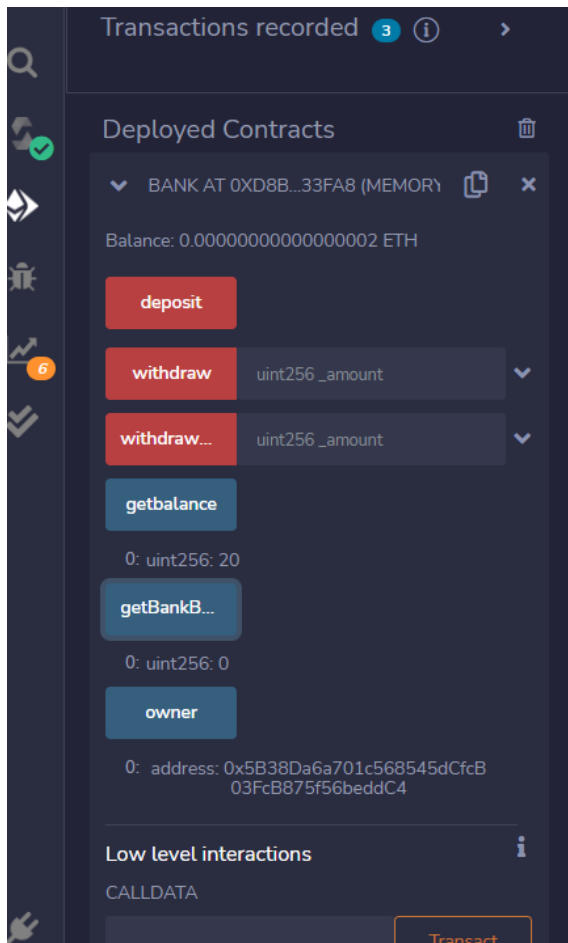 Transactions recorded 3 i
Deployed Contracts
BANK AT 0XD8B...33FA8 (MEMORY
Balance: 0.00000000000000002 ETH
deposit
withdraw uint256 _amount
withdraw... uint256 _amount
getbalance
0: uint256: 20
getBankB...
0: uint256: 0
owner
0: address: 0x5B38Da6a701c568545dCfcB
03FcB875f56beddC4
6
Low level interactions i
CALLDATA
Transact